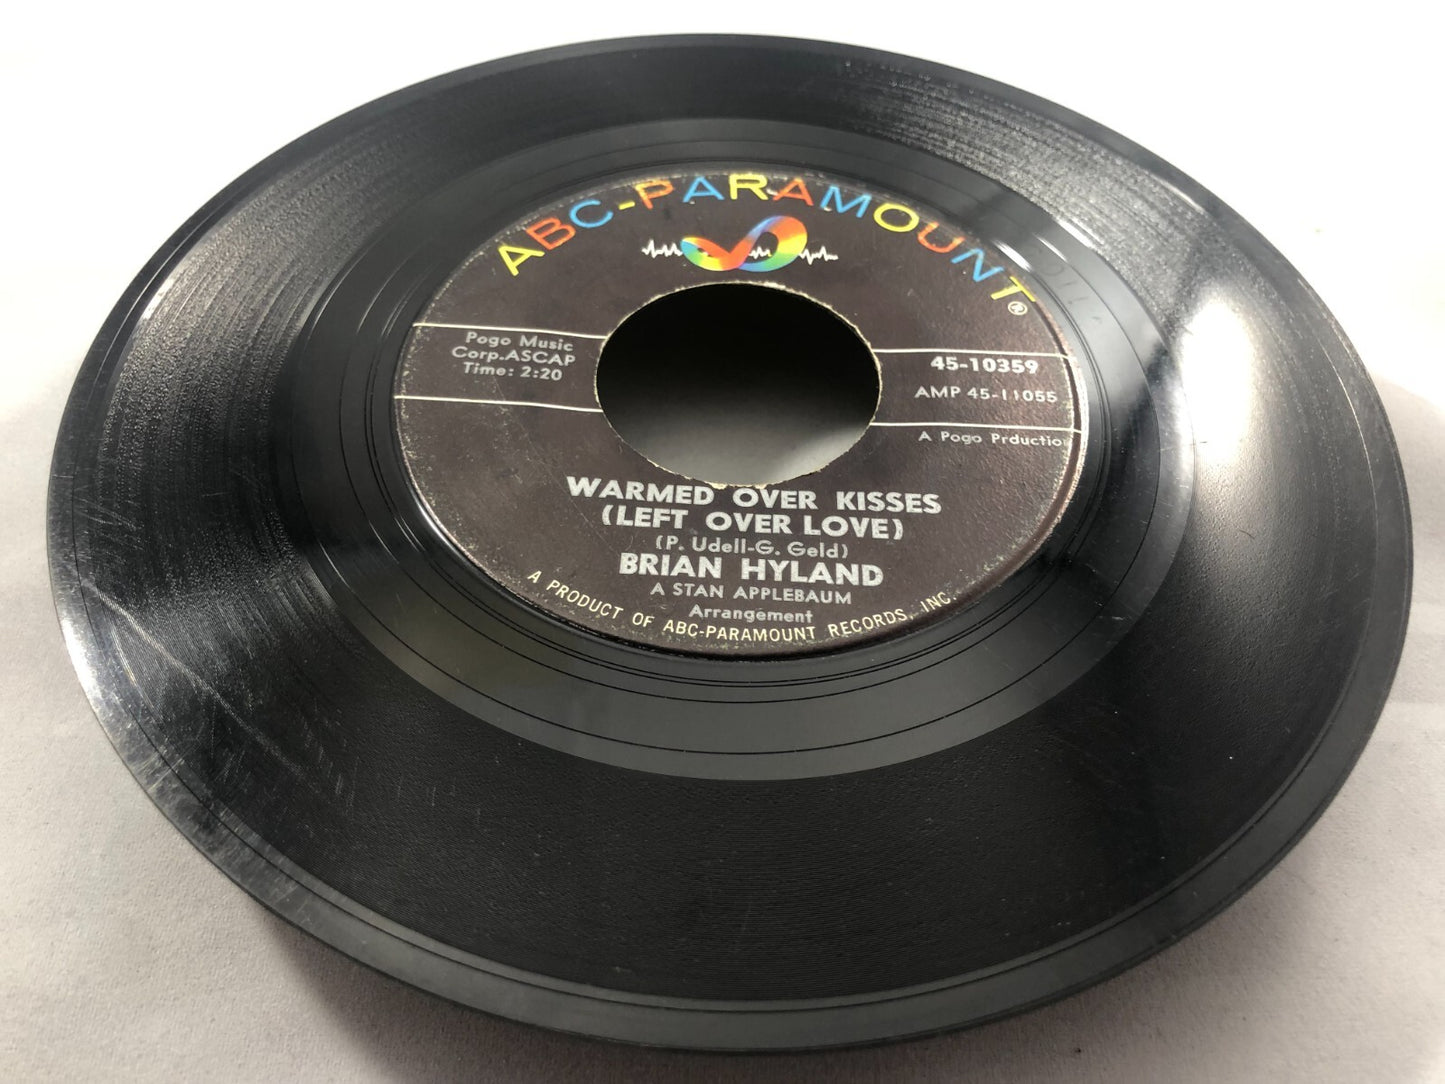 ABC-PARAMOUNT®
Pogo Music
Corp.ASCAP
Time: 2:20
45-10359
AMP 45-11055
A Pogo Prduction
WARMED OVER KISSES
(LEFT OVER LOVE)
(P. Udell-G. Geld)
BRIAN HYLAND
A STAN APPLEBAUM
Arrangement
A PRODUCT OF ABC-PARAMOUNT RECORDS, INC.